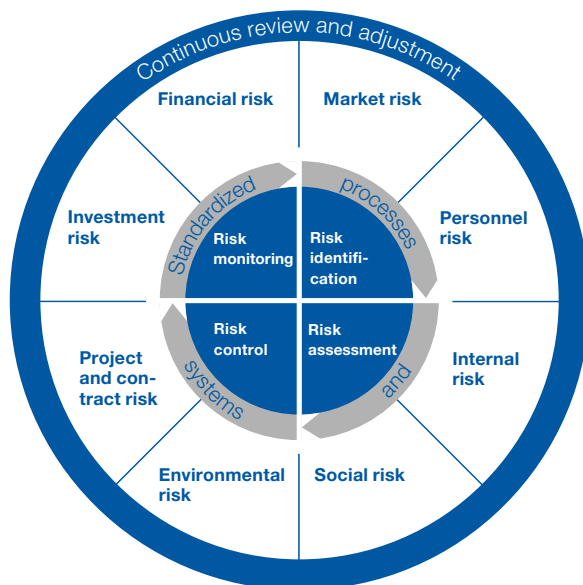 Continuous review and adjustment
Financial risk
Market risk
Personnel
risk
Internal
risk
Social risk
Environmental
risk
Project
and con-
tract risk
Investment
risk
Standardized
processes
and
systems
Risk
monitoring
Risk
identifi-
cation
Risk
assessment
Risk
control